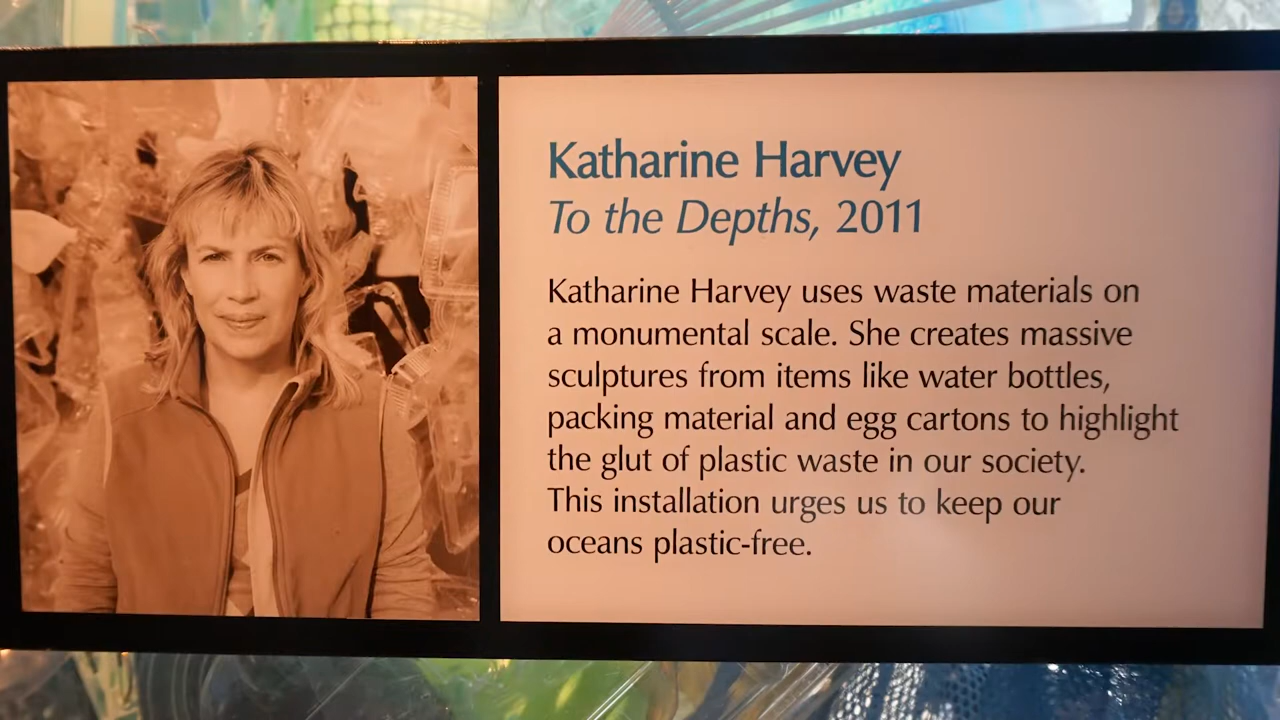 Katharine Harvey
To the Depths, 2011
Katharine Harvey uses waste materials on
a monumental scale. She creates massive
sculptures from items like water bottles,
packing material and egg cartons to highlight
the glut of plastic waste in our society.
This installation urges us to keep our
oceans plastic-free.